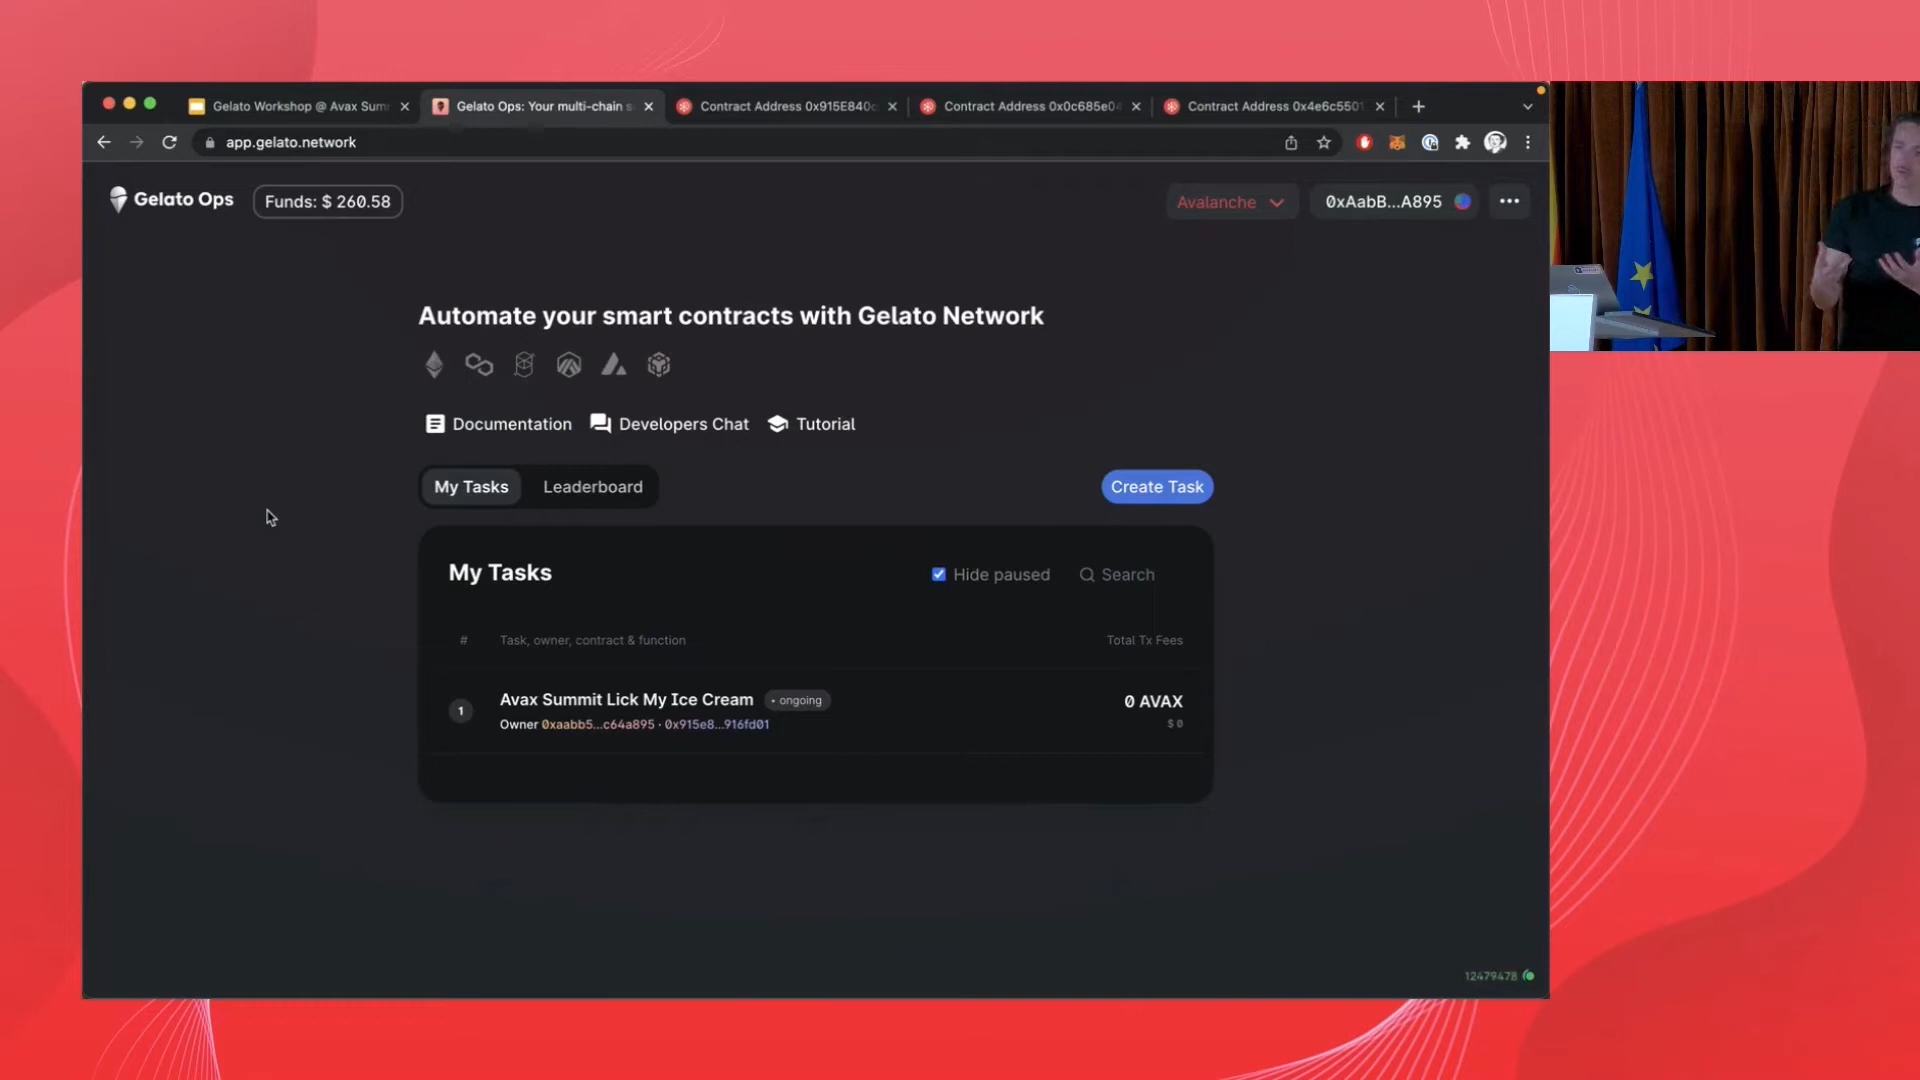 Gelato Workshop @ Avax Sum
Gelato Ops: Your multi-chain s
Contract Address 0x915E840c
Contract Address 0x0c685e04
Contract Address 0x4e6c5501
app.gelato.network
Gelato Ops
Funds: $ 260.58
Avalanche
0xAabB...A895
Automate your smart contracts with Gelato Network
Documentation
Developers Chat
Tutorial
My Tasks
Leaderboard
Create Task
My Tasks
Hide paused
Search
#
Task, owner, contract & function
Total Tx Fees
1
Avax Summit Lick My Ice Cream
• ongoing
0 AVAX
Owner 0xaabb5...c64a895 · 0x915e8...916fd01
$ 0
12479478